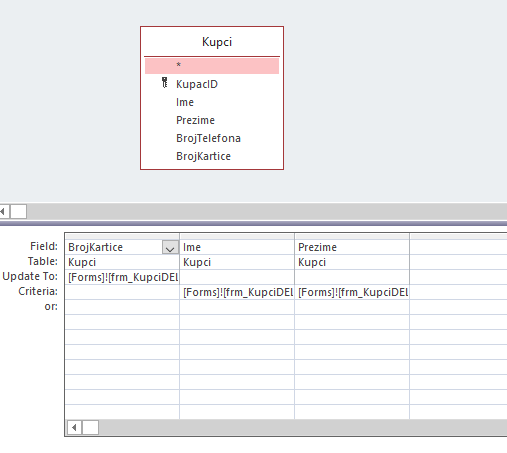 Kupci
*
KupacID
Ime
Prezime
BrojTelefona
BrojKartice
Field: BrojKartice Ime Prezime
Table: Kupci Kupci Kupci
Update To: [Forms]![frm_KupciDEL
Criteria: [Forms]![frm_KupciDEL [Forms]![frm_KupciDEL
or: